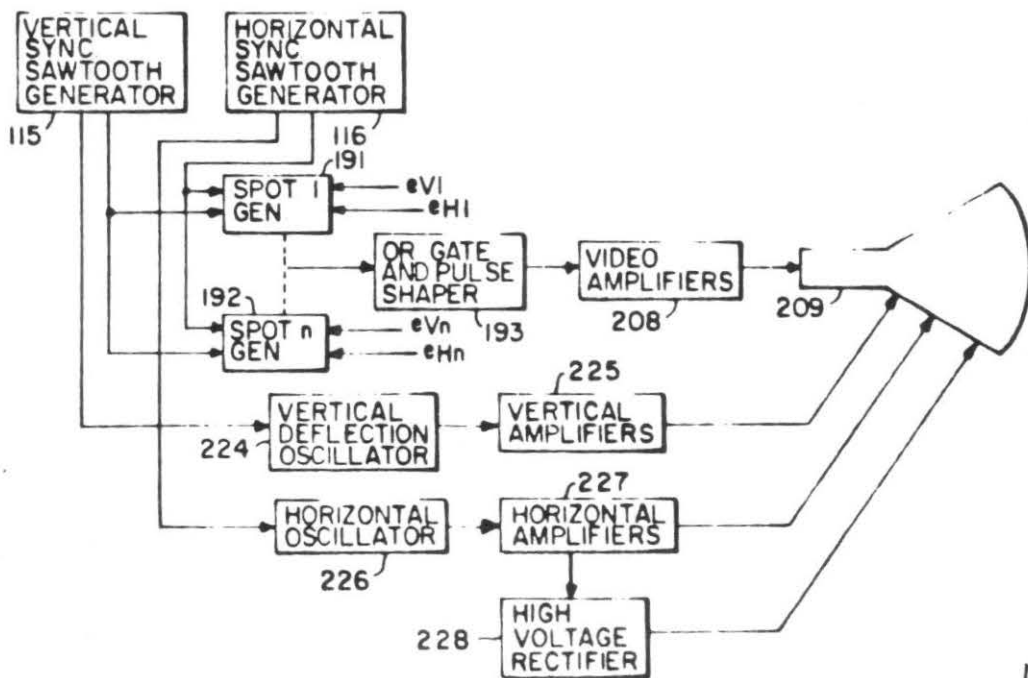 VERTICAL
SYNC
SAWTOOTH
GENERATOR
115
HORIZONTAL
SYNC
SAWTOOTH
GENERATOR
116
191
SPOT 1
GEN
eV1
eH1
OR GATE
AND PULSE
SHAPER
193
VIDEO
AMPLIFIERS
208
209
192
SPOT n
GEN
eVn
eHn
VERTICAL
DEFLECTION
OSCILLATOR
224
225
VERTICAL
AMPLIFIERS
HORIZONTAL
OSCILLATOR
226
227
HORIZONTAL
AMPLIFIERS
228
HIGH
VOLTAGE
RECTIFIER